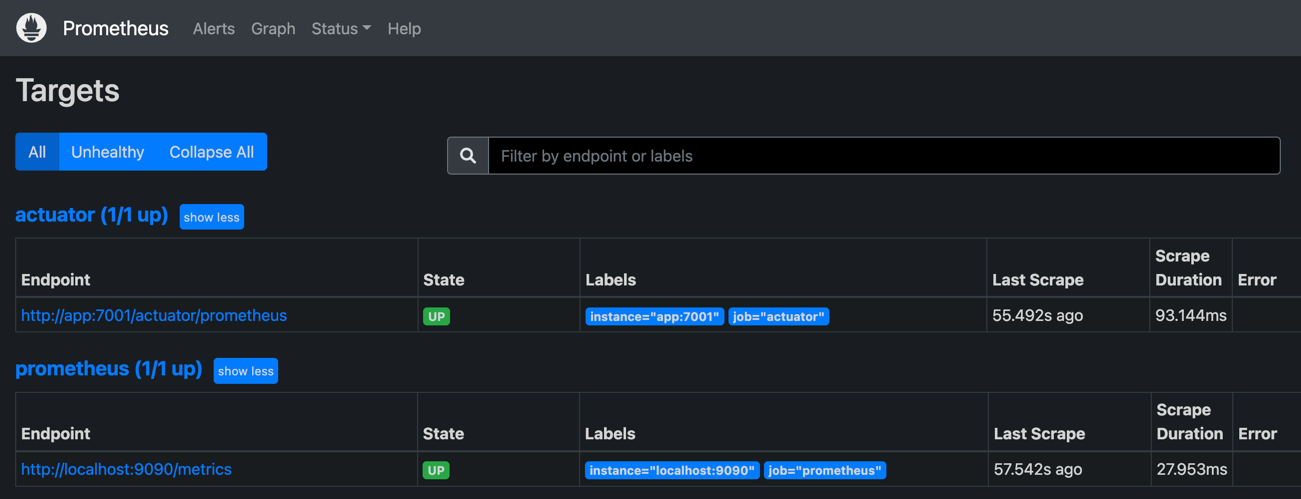 Prometheus Alerts Graph Status Help
Targets
All Unhealthy Collapse All
Filter by endpoint or labels
actuator (1/1 up) show less
Endpoint State Labels Last Scrape Scrape Duration Error
http://app:7001/actuator/prometheus UP instance="app:7001" job="actuator" 55.492s ago 93.144ms
prometheus (1/1 up) show less
Endpoint State Labels Last Scrape Scrape Duration Error
http://localhost:9090/metrics UP instance="localhost:9090" job="prometheus" 57.542s ago 27.953ms